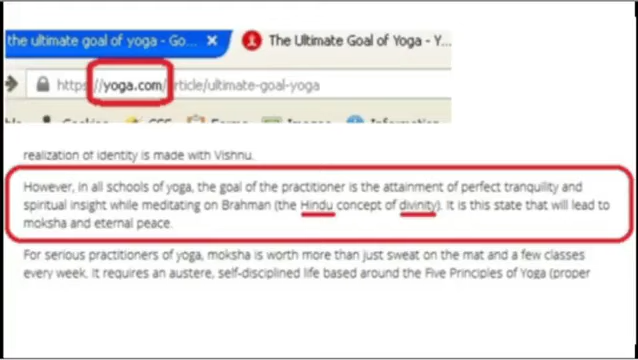 the ultimate goal of yoga - Go... × The Ultimate Goal of Yoga - Y...
https://yoga.com/article/ultimate-goal-yoga
Cookies CSS Forms Images Information
realization of identity is made with Vishnu.
However, in all schools of yoga, the goal of the practitioner is the attainment of perfect tranquility and
spiritual insight while meditating on Brahman (the Hindu concept of divinity). It is this state that will lead to
moksha and eternal peace.
For serious practitioners of yoga, moksha is worth more than just sweat on the mat and a few classes
every week. It requires an austere, self-disciplined life based around the Five Principles of Yoga (proper